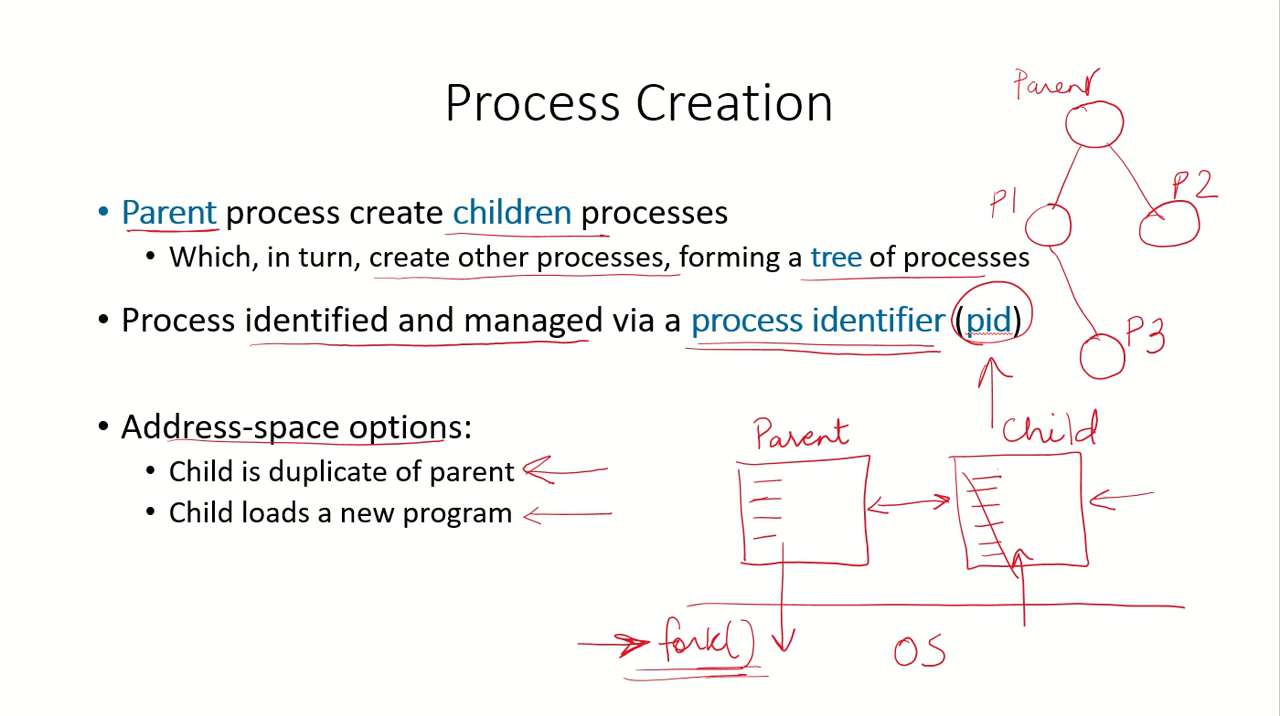 Process Creation
Parent
• Parent process create children processes
P1
P2
• Which, in turn, create other processes, forming a tree of processes
• Process identified and managed via a process identifier (pid)
P3
• Address-space options:
Parent
Child
• Child is duplicate of parent
• Child loads a new program
fork()
OS